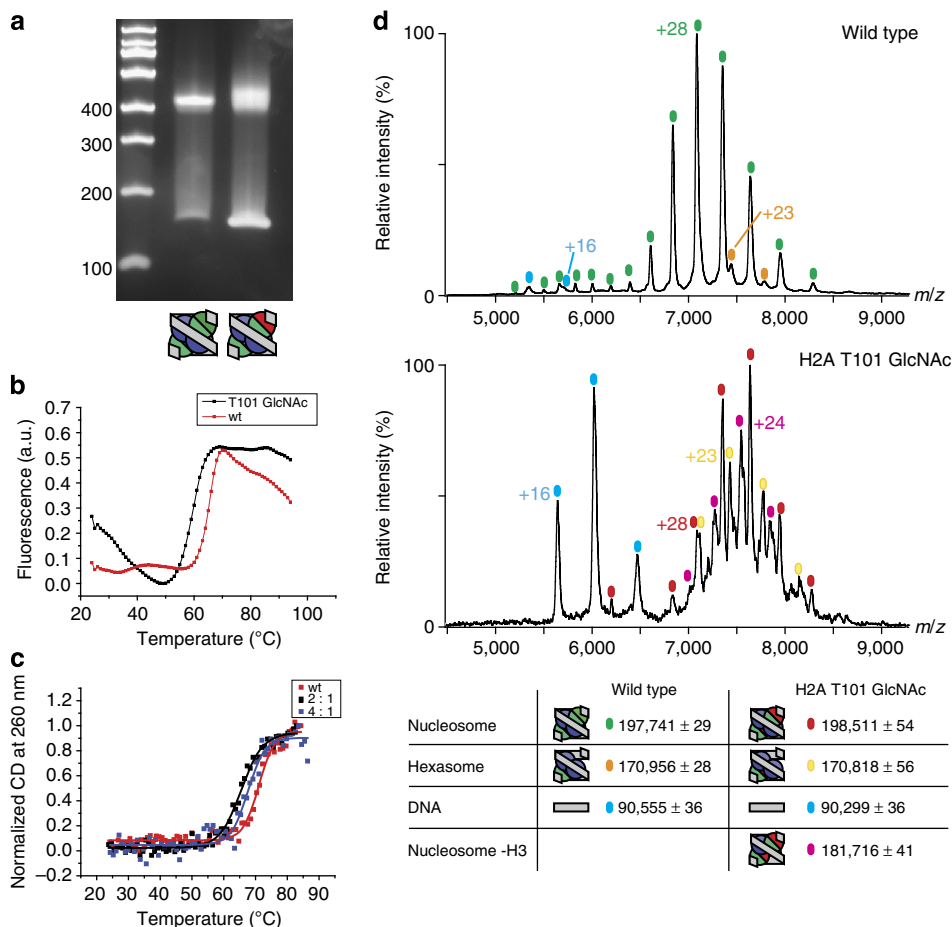 a
400
300
200
100
b
Fluorescence (a.u.)
0.7
0.6
0.5
0.4
0.3
0.2
0.1
0.0
T101 GlcNAc
wt
20 40 60 80 100
Temperature (°C)
c
Normalized CD at 260 nm
1.2
1.0
0.8
0.6
0.4
0.2
0.0
−0.2
wt
2 : 1
4 : 1
20 30 40 50 60 70 80 90
Temperature (°C)
d
Wild type
Relative intensity (%)
100
0
+28
+23
+16
5,000 6,000 7,000 8,000 9,000
m/z
H2A T101 GlcNAc
Relative intensity (%)
100
0
+24
+23
+16
+28
5,000 6,000 7,000 8,000 9,000
m/z
Wild type H2A T101 GlcNAc
Nucleosome 197,741 ± 29 198,511 ± 54
Hexasome 170,956 ± 28 170,818 ± 56
DNA 90,555 ± 36 90,299 ± 36
Nucleosome -H3 181,716 ± 41